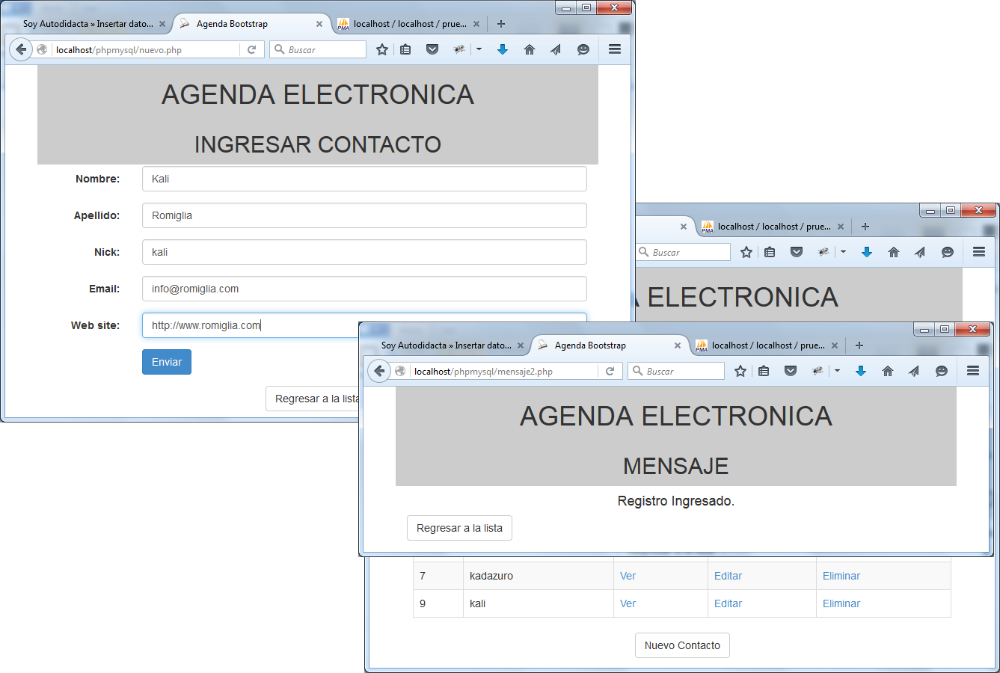 Soy Autodidacta » Insertar dato...
Agenda Bootstrap
localhost / localhost / prue...
localhost/phpmysql/nuevo.php
Buscar
AGENDA ELECTRONICA
INGRESAR CONTACTO
Nombre: Kali
Apellido: Romiglia
Nick: kali
Email: info@romiglia.com
Web site: http://www.romiglia.com
Enviar
Regresar a la lista
PMA localhost / localhost / prue...
Buscar
ELECTRONICA
Soy Autodidacta » Insertar dato...
Agenda Bootstrap
PMA localhost / localhost / prue...
localhost/phpmysql/mensaje2.php
Buscar
AGENDA ELECTRONICA
MENSAJE
Registro Ingresado.
Regresar a la lista
7 kadazuro Ver Editar Eliminar
9 kali Ver Editar Eliminar
Nuevo Contacto